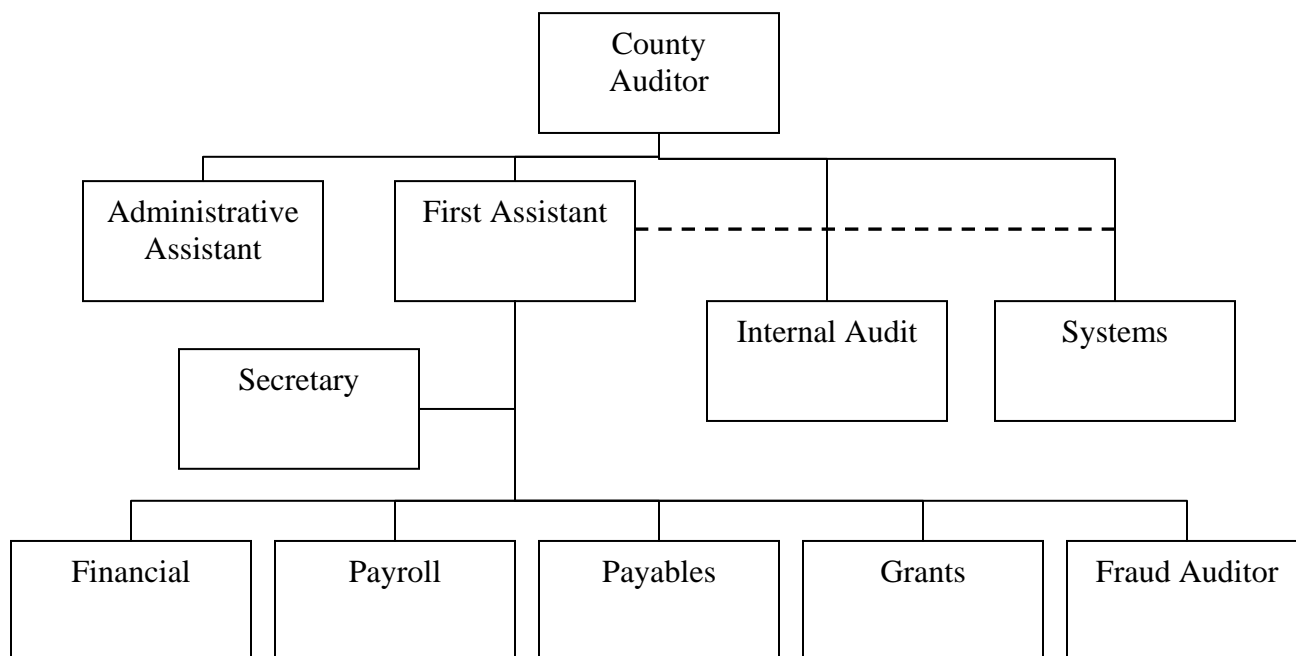 County
Auditor
Administrative
Assistant
First Assistant
Internal Audit
Systems
Secretary
Financial
Payroll
Payables
Grants
Fraud Auditor